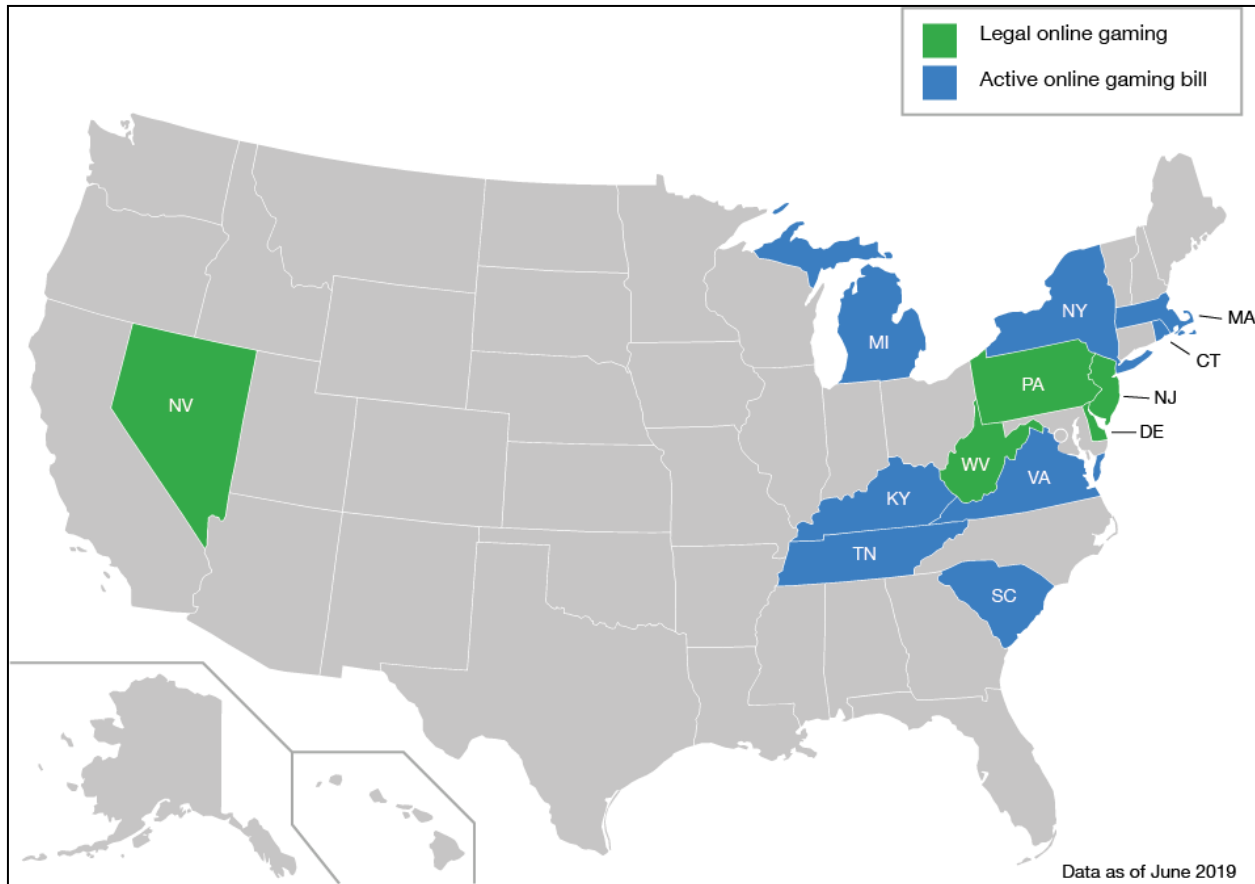 Legal online gaming
Active online gaming bill
NY
MA
MI
CT
PA
NJ
NV
DE
WV
VA
KY
TN
SC
Data as of June 2019